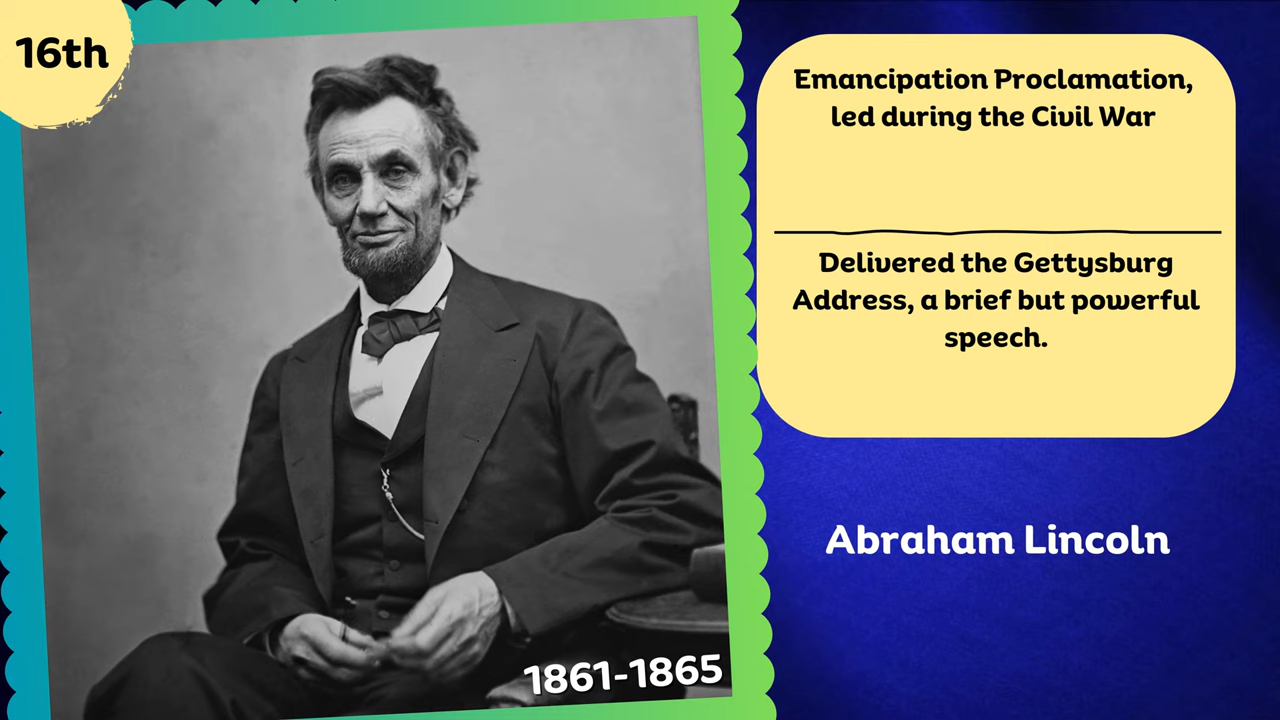 16th
Emancipation Proclamation,
led during the Civil War
Delivered the Gettysburg
Address, a brief but powerful
speech.
Abraham Lincoln
1861-1865